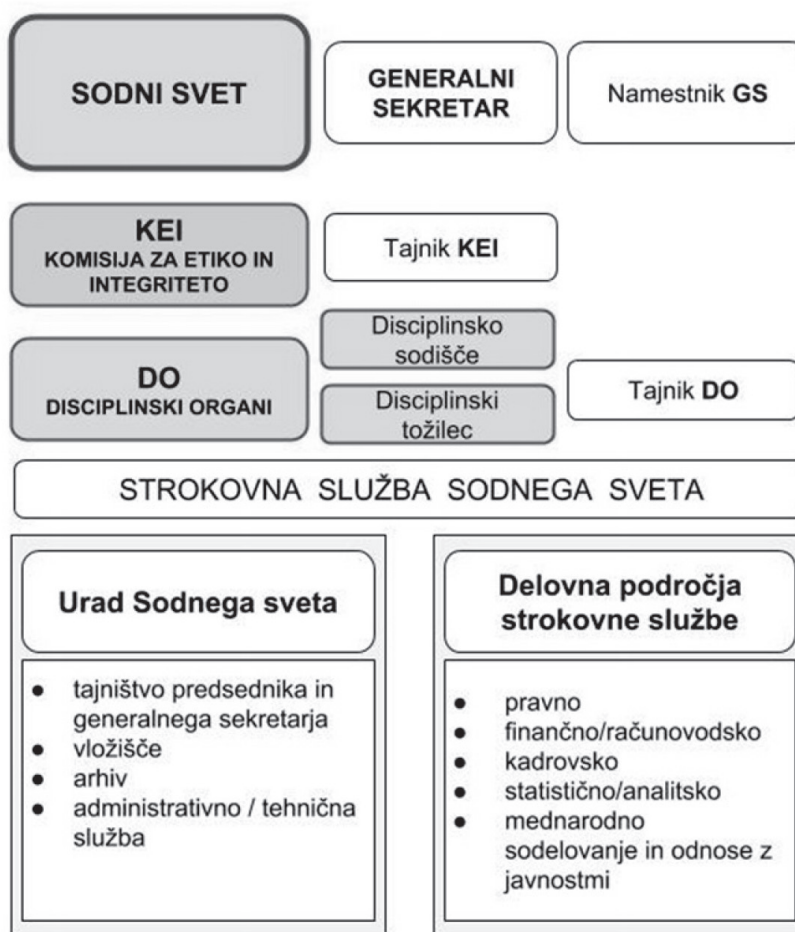 SODNI SVET
GENERALNI
SEKRETAR
Namestnik GS
KEI
KOMISIJA ZA ETIKO IN
INTEGRITETO
Tajnik KEI
DO
DISCIPLINSKI ORGANI
Disciplinsko
sodišče
Disciplinski
tožilec
Tajnik DO
STROKOVNA SLUŽBA SODNEGA SVETA
Urad Sodnega sveta
● tajništvo predsednika in
generalnega sekretarja
● vložišče
● arhiv
● administrativno / tehnična
služba
Delovna področja
strokovne službe
● pravno
● finančno/računovodsko
● kadrovsko
● statistično/analitsko
● mednarodno
sodelovanje in odnose z
javnostmi